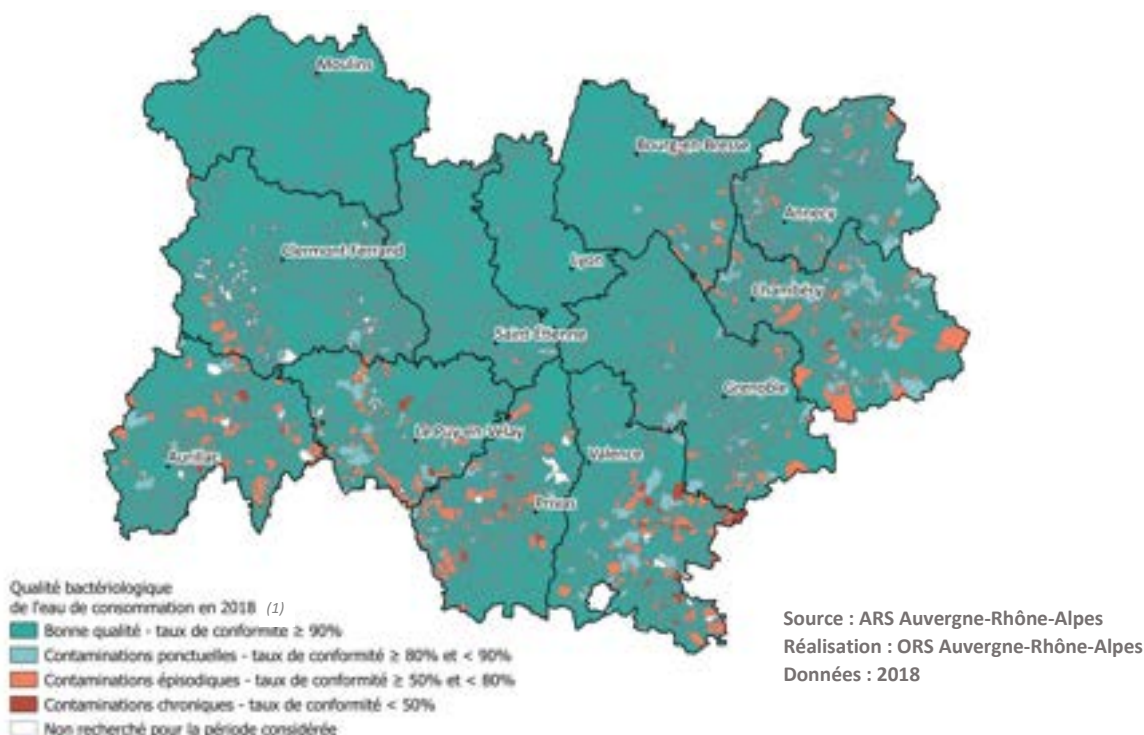 Moulins
Bourg-en-Bresse
Annecy
Clermont-Ferrand
Lyon
Chambéry
Saint-Etienne
Grenoble
Le Puy-en-Velay
Aurillac
Valence
Privas
Qualité bactériologique
de l'eau de consommation en 2018 (1)
Bonne qualité - taux de conformité ≥ 90%
Contaminations ponctuelles - taux de conformité ≥ 80% et < 90%
Contaminations épisodiques - taux de conformité ≥ 50% et < 80%
Contaminations chroniques - taux de conformité < 50%
Non recherché pour la période considérée
Source : ARS Auvergne-Rhône-Alpes
Réalisation : ORS Auvergne-Rhône-Alpes
Données : 2018